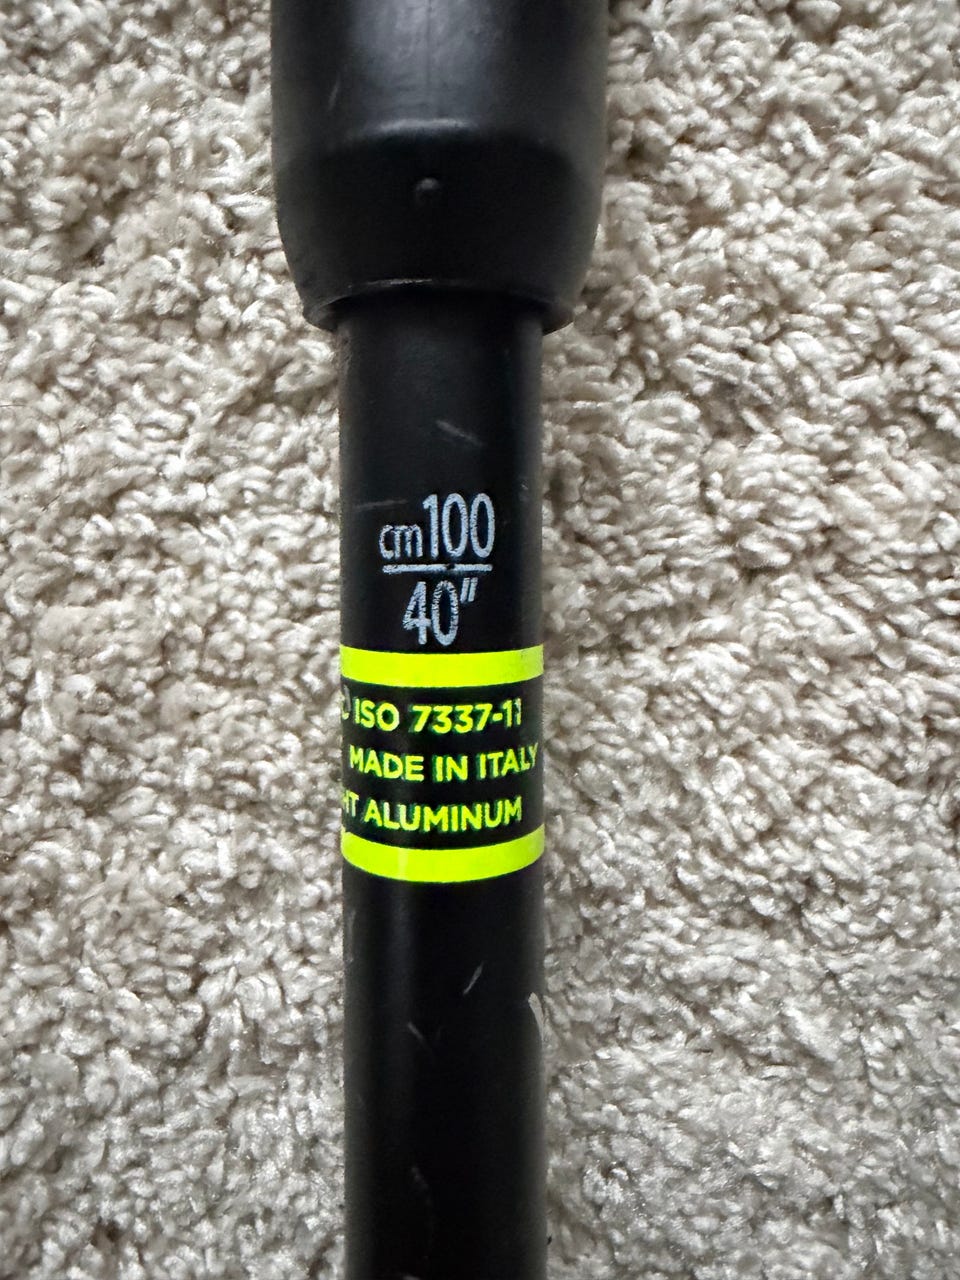 cm100
40"
ISO 7337-11
MADE IN ITALY
ALUMINUM